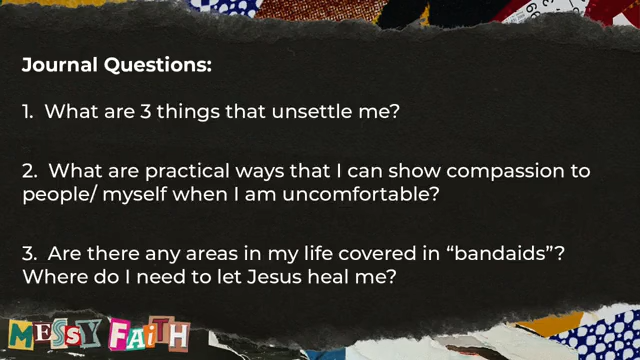 Journal Questions:
1. What are 3 things that unsettle me?
2. What are practical ways that I can show compassion to
people/ myself when I am uncomfortable?
3. Are there any areas in my life covered in “bandaids”?
Where do I need to let Jesus heal me?
MESSY FAiTH